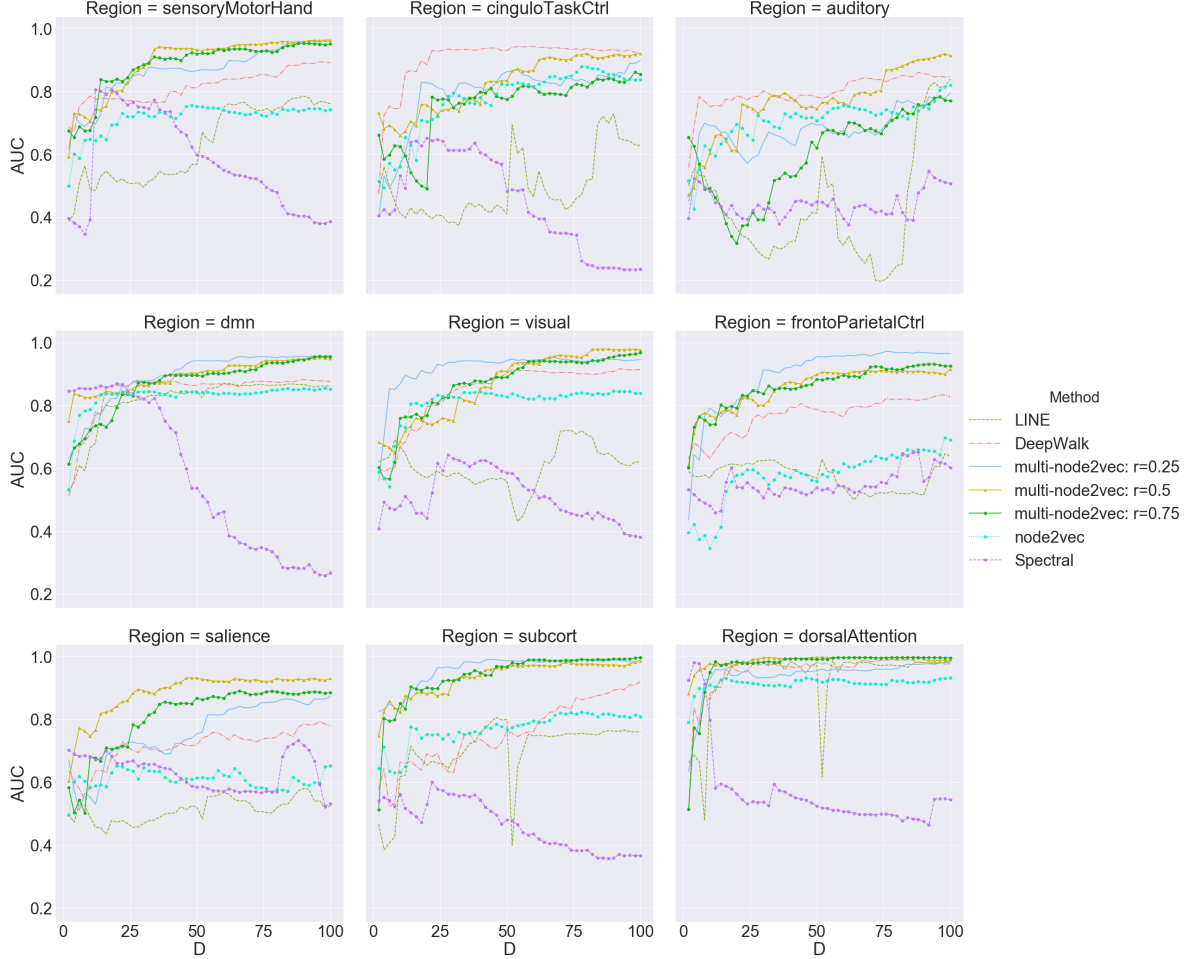 Region = sensoryMotorHand
Region = cinguloTaskCtrl
Region = auditory
1.0
0.8
0.6
0.4
0.2
AUC
Region = dmn
Region = visual
Region = frontoParietalCtrl
1.0
0.8
0.6
0.4
0.2
AUC
Method
LINE
DeepWalk
multi-node2vec: r=0.25
multi-node2vec: r=0.5
multi-node2vec: r=0.75
node2vec
Spectral
Region = salience
Region = subcort
Region = dorsalAttention
1.0
0.8
0.6
0.4
0.2
AUC
0 25 50 75 100 0 25 50 75 100 0 25 50 75 100
D D D